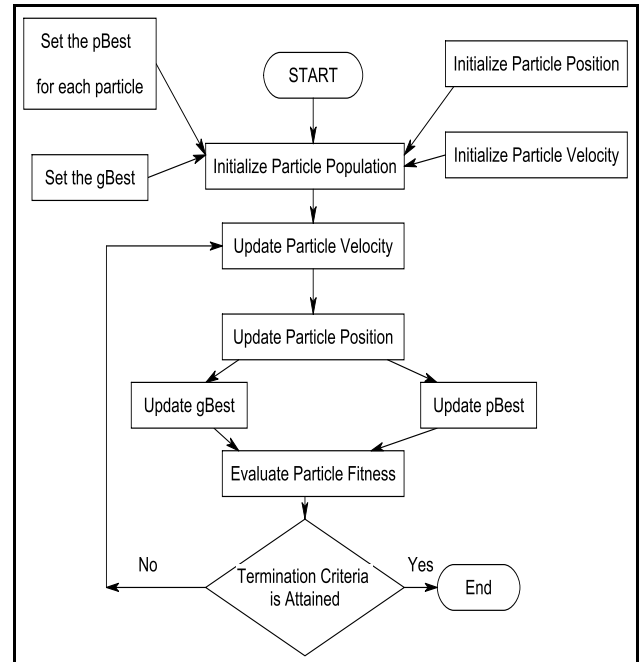 Set the pBest
for each particle
START
Initialize Particle Position
Initialize Particle Population
Initialize Particle Velocity
Set the gBest
Update Particle Velocity
Update Particle Position
Update gBest
Update pBest
Evaluate Particle Fitness
No
Termination Criteria
is Attained
Yes
End